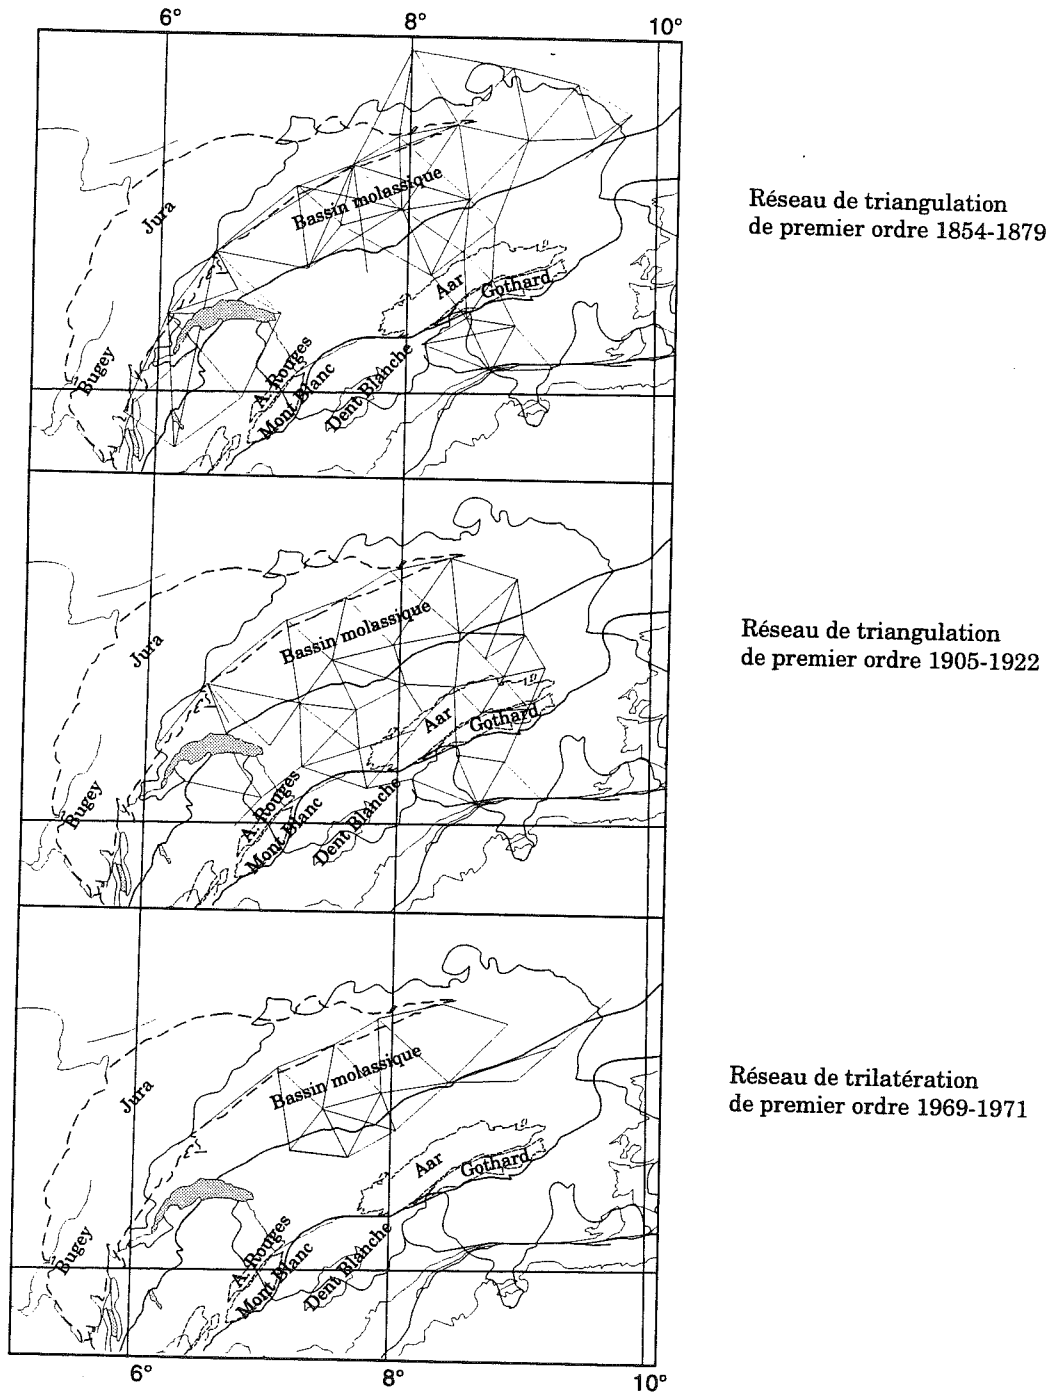 6° 8° 10°
Jura
Bassin molassique
Aar
Gothard
Bugey
A. Rouges
Mont Blanc
Dent Blanche
Réseau de triangulation
de premier ordre 1854-1879
Jura
Bassin molassique
Aar
Gothard
Bugey
A. Rouges
Mont Blanc
Dent Blanche
Réseau de triangulation
de premier ordre 1905-1922
Jura
Bassin molassique
Aar
Gothard
Bugey
A. Rouges
Mont Blanc
Dent Blanche
Réseau de trilatération
de premier ordre 1969-1971
6° 8° 10°